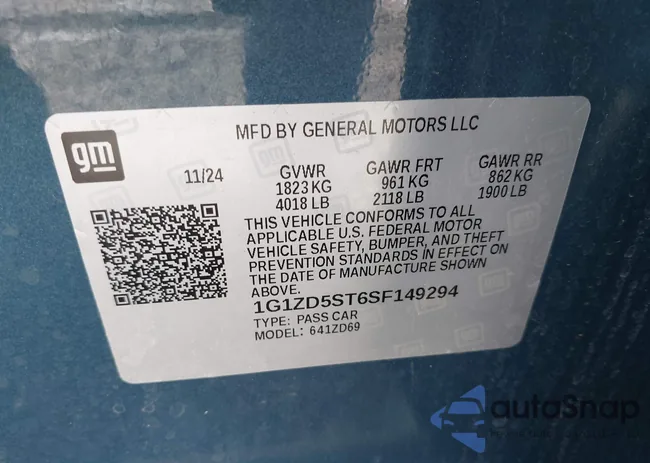 gm
MFD BY GENERAL MOTORS LLC
11/24 GVWR GAWR FRT GAWR RR
1823 KG 961 KG 862 KG
4018 LB 2118 LB 1900 LB
THIS VEHICLE CONFORMS TO ALL
APPLICABLE U.S. FEDERAL MOTOR
VEHICLE SAFETY, BUMPER, AND THEFT
PREVENTION STANDARDS IN EFFECT ON
THE DATE OF MANUFACTURE SHOWN
ABOVE.
1G1ZD5ST6SF149294
TYPE: PASS CAR
MODEL: 641ZD69
autoSnap